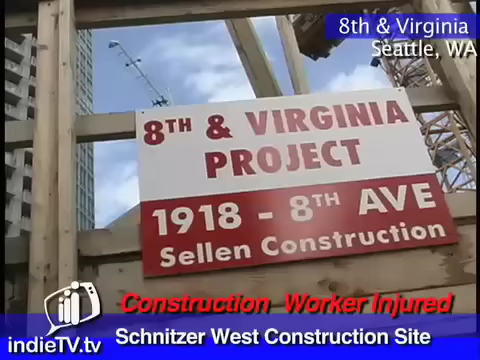 8th & Virginia
Seattle, WA
8TH & VIRGINIA
PROJECT
1918 - 8TH AVE
Sellen Construction
Construction Worker Injured
Schnitzer West Construction Site
indieTV.tv